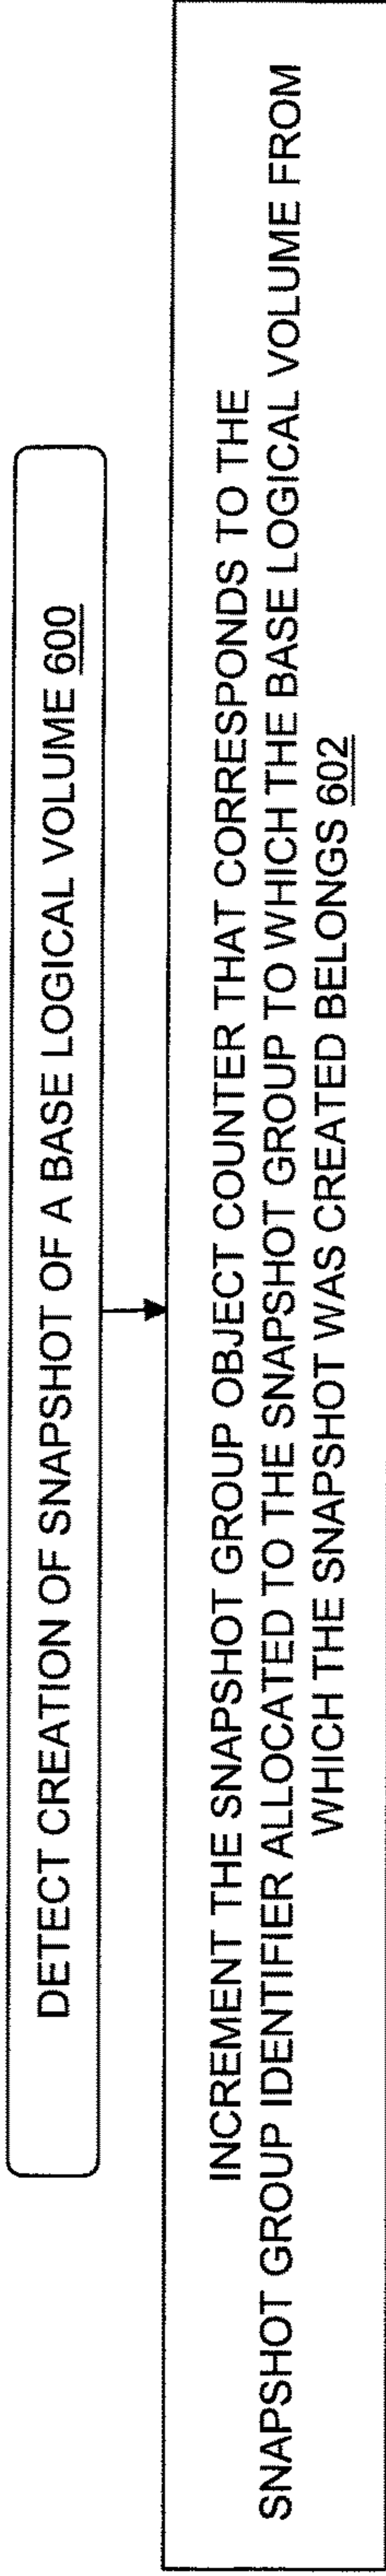 DETECT CREATION OF SNAPSHOT OF A BASE LOGICAL VOLUME 600
INCREMENT THE SNAPSHOT GROUP OBJECT COUNTER THAT CORRESPONDS TO THE
SNAPSHOT GROUP IDENTIFIER ALLOCATED TO THE SNAPSHOT GROUP TO WHICH THE BASE LOGICAL VOLUME FROM
WHICH THE SNAPSHOT WAS CREATED BELONGS 602